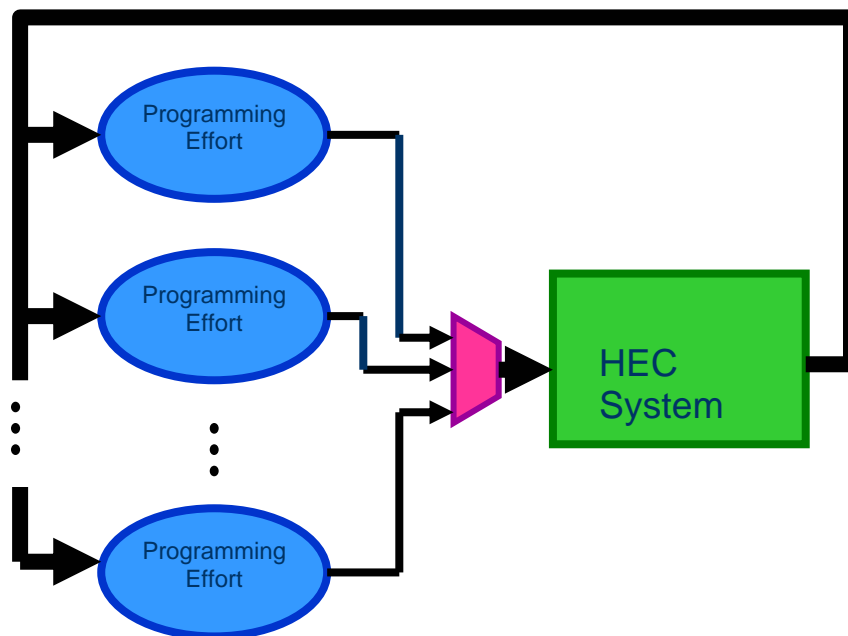 Programming
Effort
Programming
Effort
HEC
System
Programming
Effort